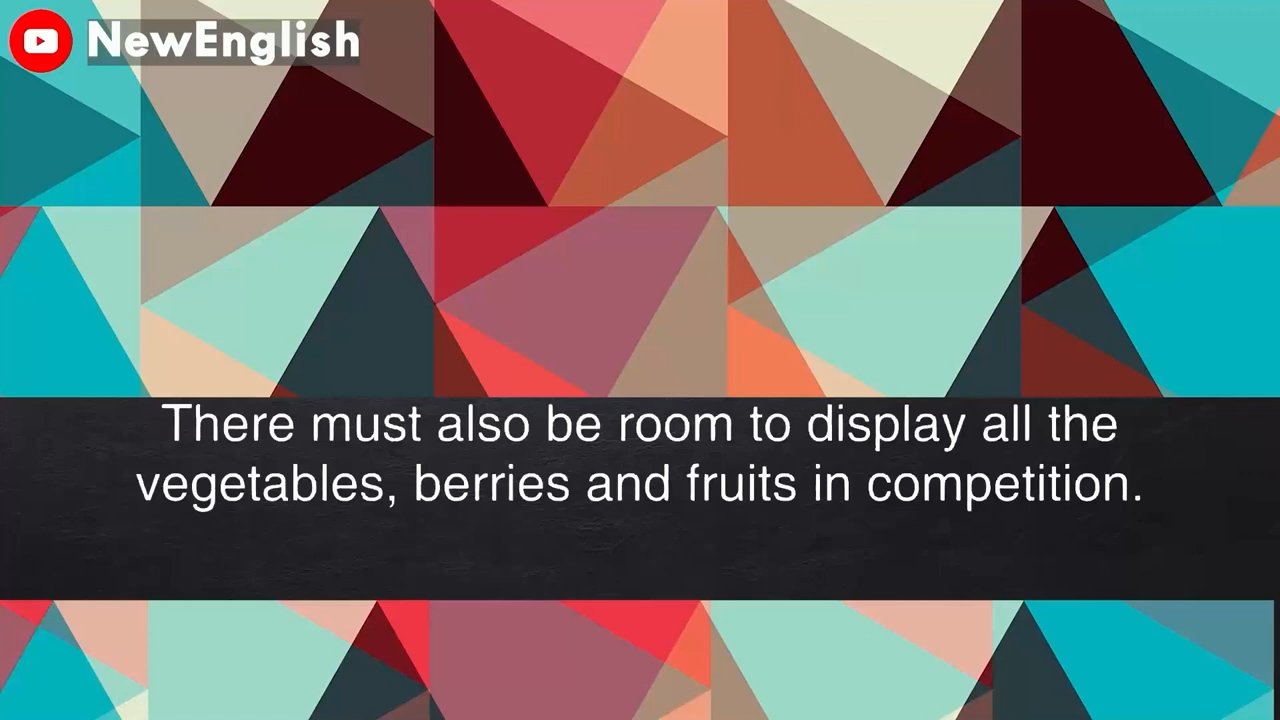 NewEnglish
There must also be room to display all the
vegetables, berries and fruits in competition.